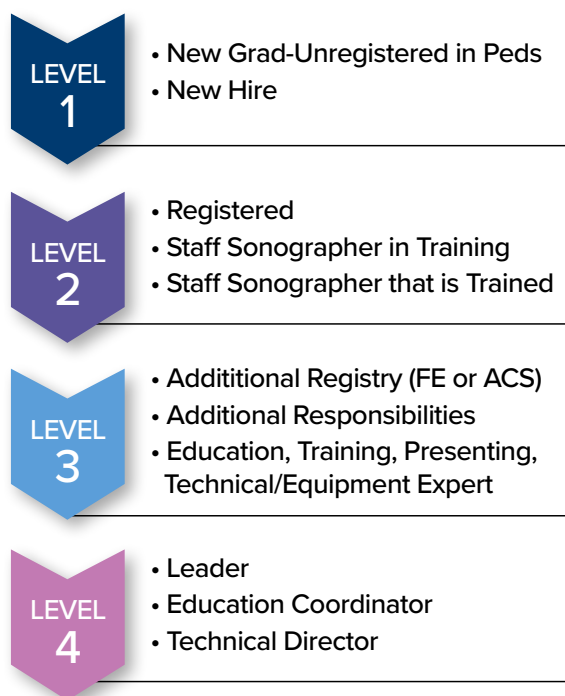 LEVEL
1
• New Grad-Unregistered in Peds
• New Hire
LEVEL
2
• Registered
• Staff Sonographer in Training
• Staff Sonographer that is Trained
LEVEL
3
• Addititional Registry (FE or ACS)
• Additional Responsibilities
• Education, Training, Presenting,
Technical/Equipment Expert
LEVEL
4
• Leader
• Education Coordinator
• Technical Director